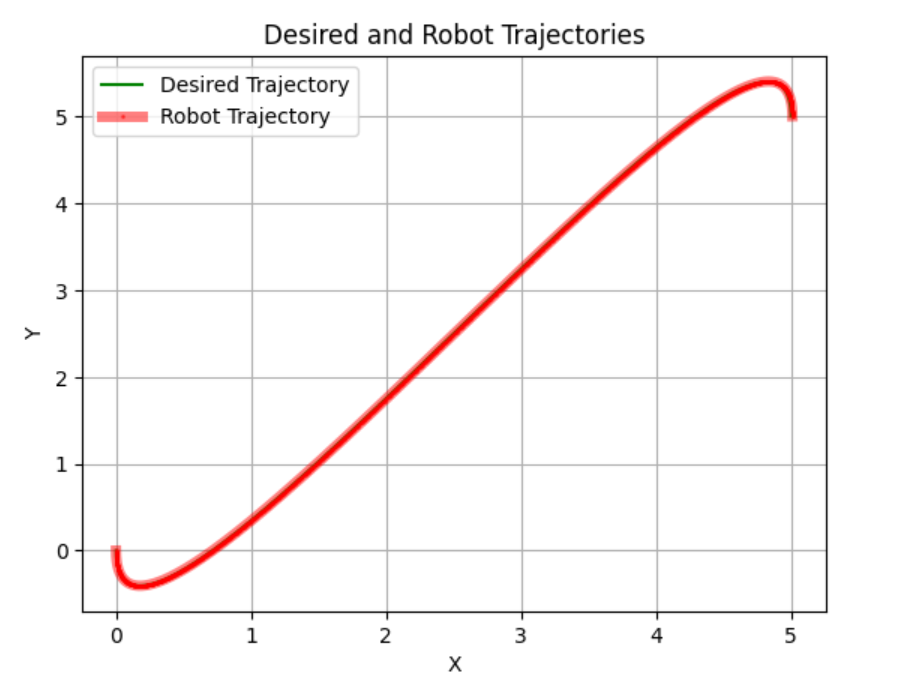 Desired and Robot Trajectories
Desired Trajectory
Robot Trajectory
5
4
3
2
1
0
Y
0 1 2 3 4 5
X